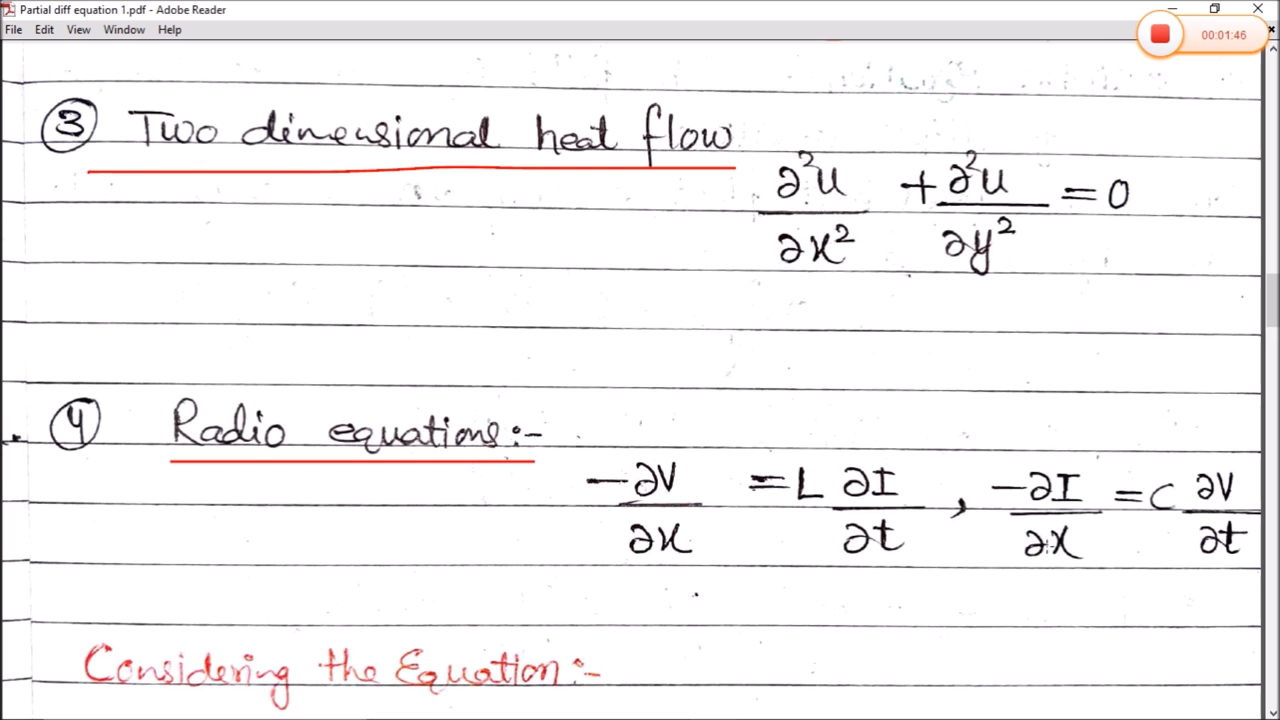 Partial diff equation 1.pdf - Adobe Reader
File Edit View Window Help
00:01:46
③ Two dimensional heat flow
∂²u/∂x² + ∂²u/∂y² = 0
④ Radio equations:-
-∂V/∂x = L ∂I/∂t , -∂I/∂x = C ∂V/∂t
Considering the Equation:-